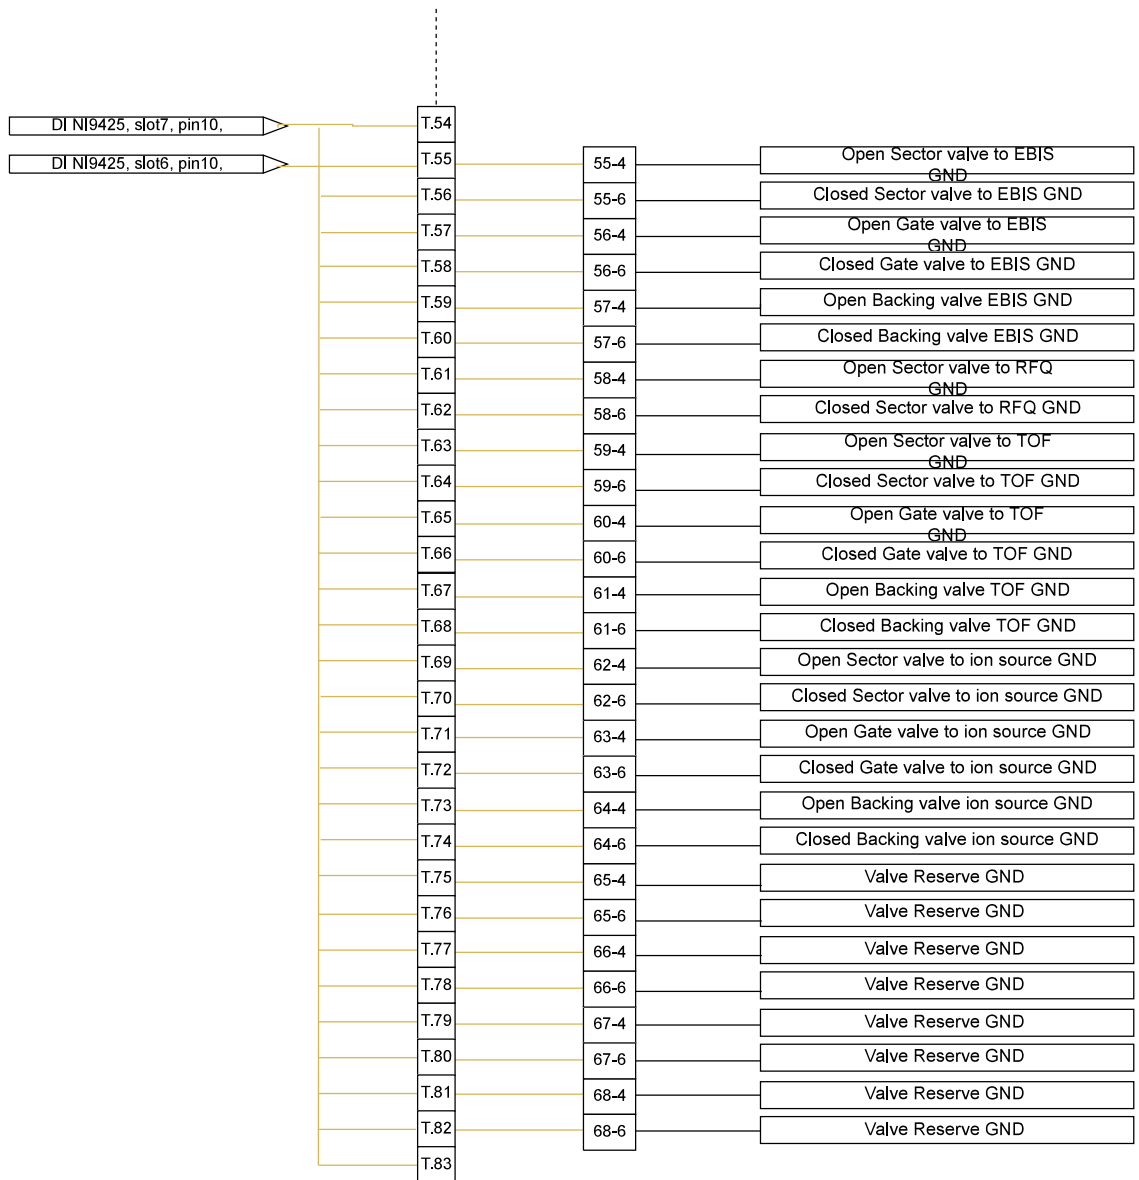 DI NI9425, slot7, pin10,
T.54
DI NI9425, slot6, pin10,
T.55
55-4
Open Sector valve to EBIS
GND
T.56
55-6
Closed Sector valve to EBIS GND
T.57
56-4
Open Gate valve to EBIS
GND
T.58
56-6
Closed Gate valve to EBIS GND
T.59
57-4
Open Backing valve EBIS GND
T.60
57-6
Closed Backing valve EBIS GND
T.61
58-4
Open Sector valve to RFQ
GND
T.62
58-6
Closed Sector valve to RFQ GND
T.63
59-4
Open Sector valve to TOF
GND
T.64
59-6
Closed Sector valve to TOF GND
T.65
60-4
Open Gate valve to TOF
GND
T.66
60-6
Closed Gate valve to TOF GND
T.67
61-4
Open Backing valve TOF GND
T.68
61-6
Closed Backing valve TOF GND
T.69
62-4
Open Sector valve to ion source GND
T.70
62-6
Closed Sector valve to ion source GND
T.71
63-4
Open Gate valve to ion source GND
T.72
63-6
Closed Gate valve to ion source GND
T.73
64-4
Open Backing valve ion source GND
T.74
64-6
Closed Backing valve ion source GND
T.75
65-4
Valve Reserve GND
T.76
65-6
Valve Reserve GND
T.77
66-4
Valve Reserve GND
T.78
66-6
Valve Reserve GND
T.79
67-4
Valve Reserve GND
T.80
67-6
Valve Reserve GND
T.81
68-4
Valve Reserve GND
T.82
68-6
Valve Reserve GND
T.83